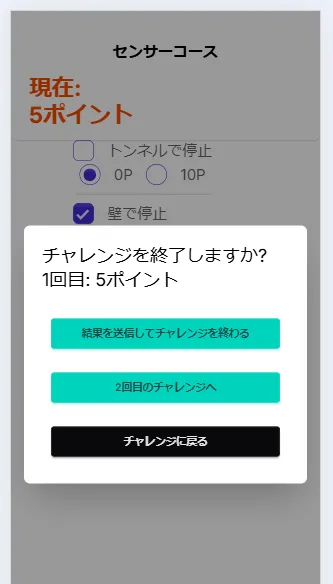 センサーコース
現在:
5ポイント
トンネルで停止
0P 10P
壁で停止
チャレンジを終了しますか?
1回目: 5ポイント
結果を送信してチャレンジを終わる
2回目のチャレンジへ
チャレンジに戻る